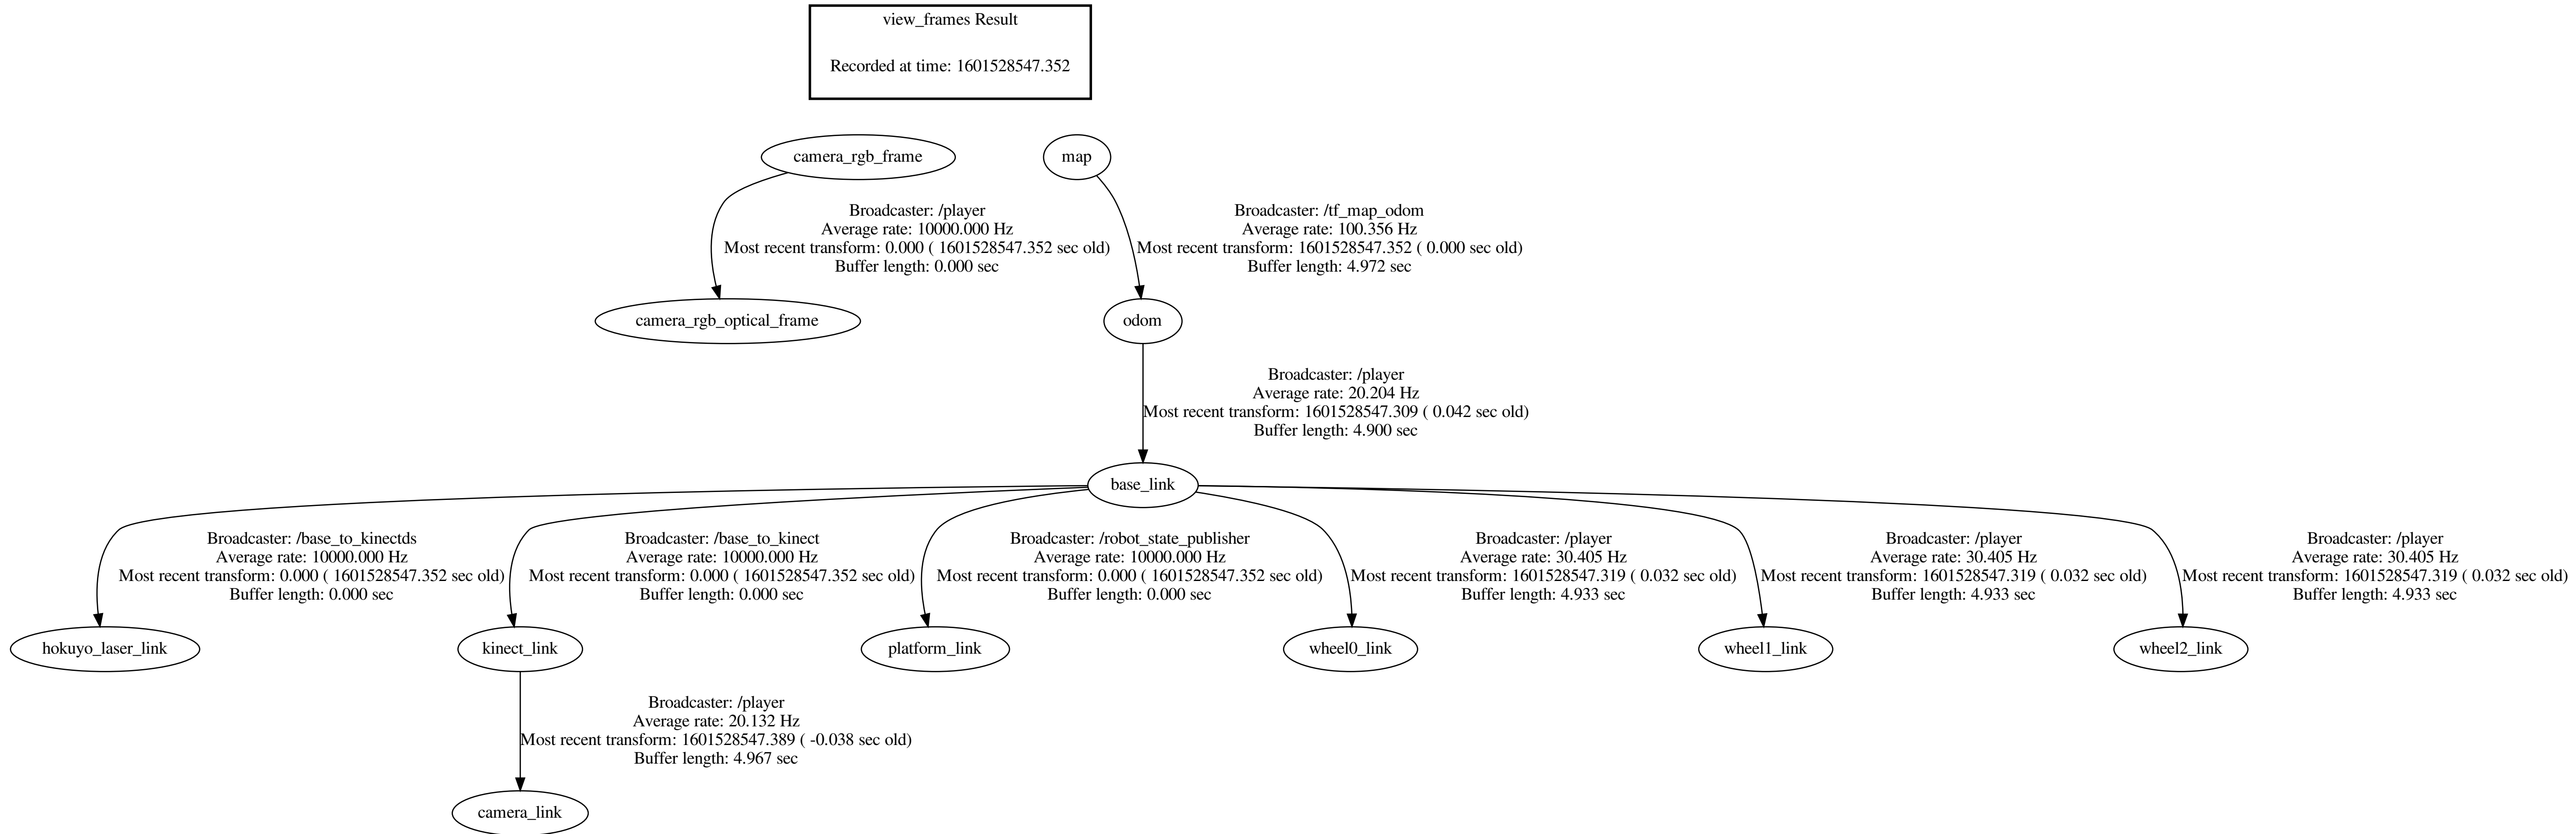 view_frames Result
Recorded at time: 1601528547.352
camera_rgb_frame
map
Broadcaster: /player
Average rate: 10000.000 Hz
Most recent transform: 0.000 ( 1601528547.352 sec old)
Buffer length: 0.000 sec
Broadcaster: /tf_map_odom
Average rate: 100.356 Hz
Most recent transform: 1601528547.352 ( 0.000 sec old)
Buffer length: 4.972 sec
camera_rgb_optical_frame
odom
Broadcaster: /player
Average rate: 20.204 Hz
Most recent transform: 1601528547.309 ( 0.042 sec old)
Buffer length: 4.900 sec
base_link
Broadcaster: /base_to_kinectds
Average rate: 10000.000 Hz
Most recent transform: 0.000 ( 1601528547.352 sec old)
Buffer length: 0.000 sec
Broadcaster: /base_to_kinect
Average rate: 10000.000 Hz
Most recent transform: 0.000 ( 1601528547.352 sec old)
Buffer length: 0.000 sec
Broadcaster: /robot_state_publisher
Average rate: 10000.000 Hz
Most recent transform: 0.000 ( 1601528547.352 sec old)
Buffer length: 0.000 sec
Broadcaster: /player
Average rate: 30.405 Hz
Most recent transform: 1601528547.319 ( 0.032 sec old)
Buffer length: 4.933 sec
Broadcaster: /player
Average rate: 30.405 Hz
Most recent transform: 1601528547.319 ( 0.032 sec old)
Buffer length: 4.933 sec
Broadcaster: /player
Average rate: 30.405 Hz
Most recent transform: 1601528547.319 ( 0.032 sec old)
Buffer length: 4.933 sec
hokuyo_laser_link
kinect_link
platform_link
wheel0_link
wheel1_link
wheel2_link
Broadcaster: /player
Average rate: 20.132 Hz
Most recent transform: 1601528547.389 ( -0.038 sec old)
Buffer length: 4.967 sec
camera_link